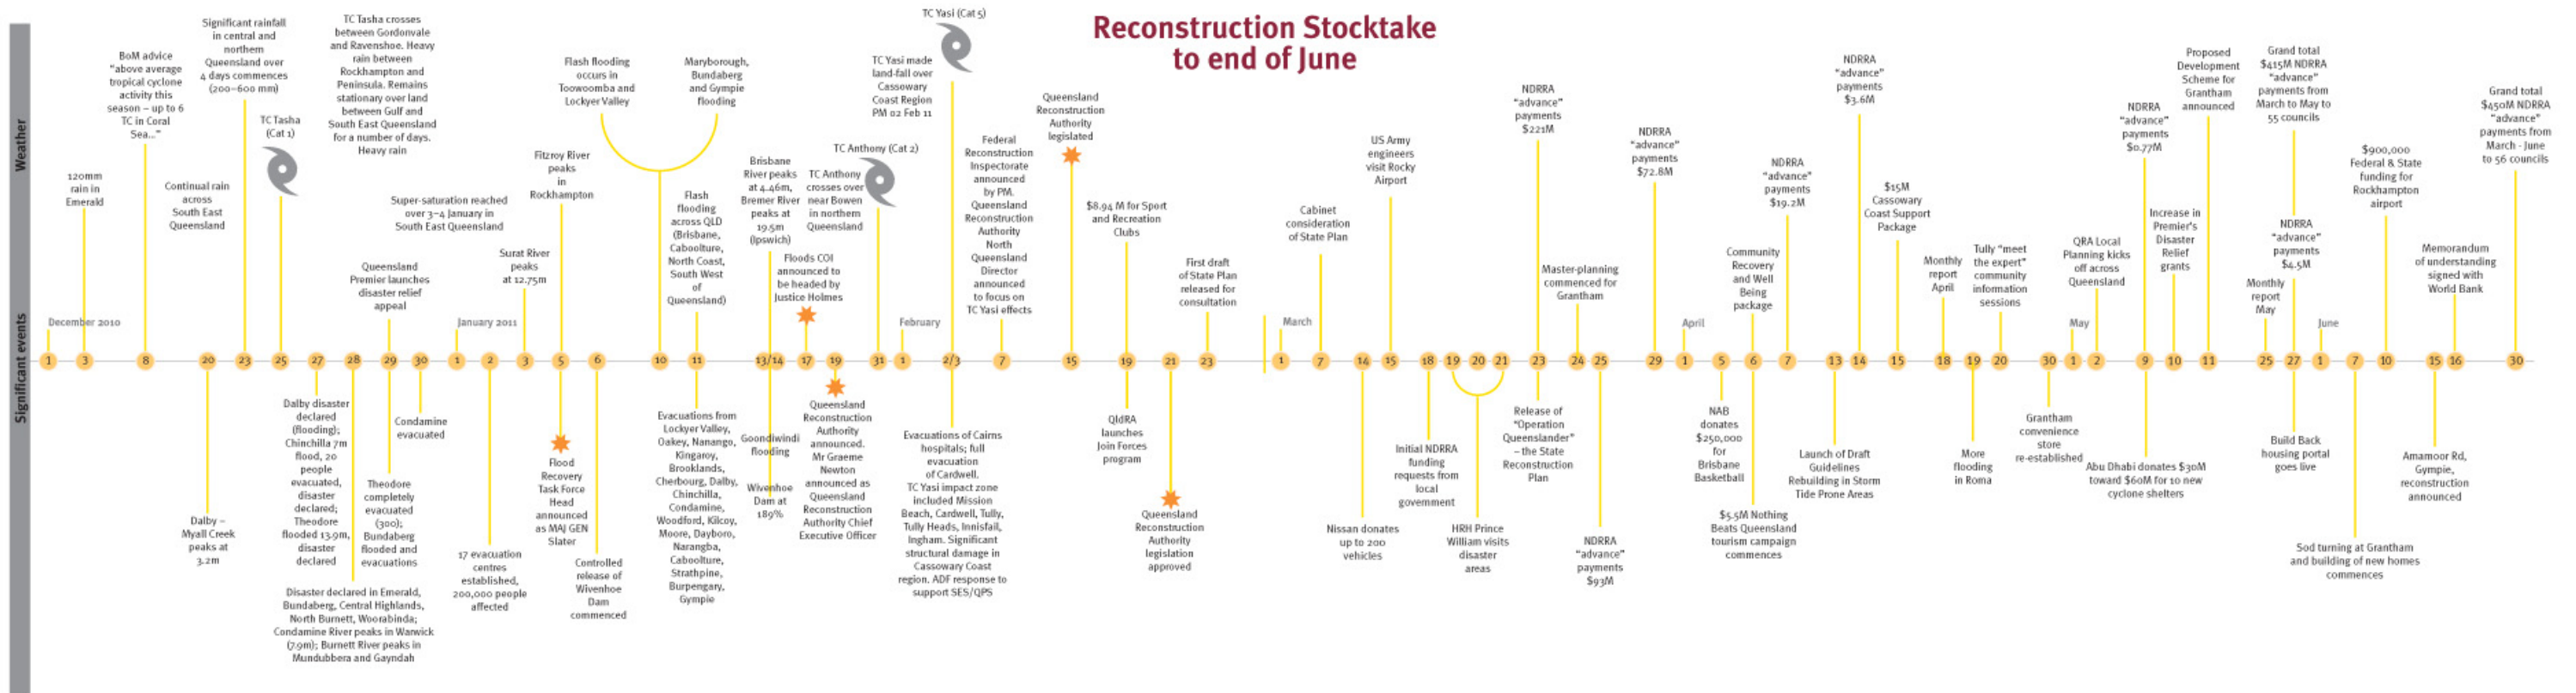 Reconstruction Stocktake
to end of June
Weather
Significant events
120mm
rain in
Emerald
BoM advice
"above average
tropical cyclone
activity this
season – up to 6
TC in Coral
Sea..."
Continual rain
across
South East
Queensland
Significant rainfall
in central and
northern
Queensland over
4 days commences
(200–600 mm)
TC Tasha
(Cat 1)
TC Tasha crosses
between Gordonvale
and Ravenshoe. Heavy
rain between
Rockhampton and
Peninsula. Remains
stationary over land
between Gulf and
South East Queensland
for a number of days.
Heavy rain
Queensland
Premier launches
disaster relief
appeal
Super-saturation reached
over 3–4 January in
South East Queensland
Surat River
peaks
at 12.75m
Fitzroy River
peaks
in
Rockhampton
Flash flooding
occurs in
Toowoomba and
Lockyer Valley
Maryborough,
Bundaberg
and Gympie
flooding
Flash
flooding
across QLD
(Brisbane,
Caboolture,
North Coast,
South West
of
Queensland)
Brisbane
River peaks
at 4.46m,
Bremer River
peaks at
19.5m
(Ipswich)
Floods COI
announced to
be headed by
Justice Holmes
TC Anthony (Cat 2)
TC Anthony
crosses over
near Bowen
in northern
Queensland
TC Yasi (Cat 5)
TC Yasi made
land-fall over
Cassowary
Coast Region
PM 02 Feb 11
Federal
Reconstruction
Inspectorate
announced
by PM.
Queensland
Reconstruction
Authority
North
Queensland
Director
announced
to focus on
TC Yasi effects
Queensland
Reconstruction
Authority
legislated
$8.94 M for Sport
and Recreation
Clubs
First draft
of State Plan
released for
consultation
Cabinet
consideration
of State Plan
US Army
engineers
visit Rocky
Airport
NDRRA
"advance"
payments
$221M
Master-planning
commenced for
Grantham
NDRRA
"advance"
payments
$72.8M
Community
Recovery
and Well
Being
package
NDRRA
"advance"
payments
$19.2M
NDRRA
"advance"
payments
$3.6M
$15M
Cassowary
Coast Support
Package
Monthly
report
April
Tully "meet
the expert"
community
information
sessions
QRA Local
Planning kicks
off across
Queensland
NDRRA
"advance"
payments
$0.77M
Increase in
Premier's
Disaster
Relief
grants
Proposed
Development
Scheme for
Grantham
announced
Monthly
report
May
Grand total
$415M NDRRA
"advance"
payments from
March to May to
55 councils
NDRRA
"advance"
payments
$4.5M
$900,000
Federal & State
funding for
Rockhampton
airport
Memorandum
of understanding
signed with
World Bank
Grand total
$450M NDRRA
"advance"
payments from
March - June
to 56 councils
December 2010
January 2011
February
March
April
May
June
1 3 8 20 23 25 27 28 29 30 1 2 3 5 6 10 11 13/14 17 19 31 1 2/3 7 15 19 21 23 1 7 14 15 18 19 20 21 23 24 25 29 1 5 6 7 13 14 15 18 19 20 30 1 2 9 10 11 25 27 1 7 10 15 16 30
Dalby –
Myall Creek
peaks at
3.2m
Dalby disaster
declared
(flooding);
Chinchilla 7m
flood, 20
people
evacuated,
disaster
declared;
Theodore
flooded 13.9m,
disaster
declared
Disaster declared in Emerald,
Bundaberg, Central Highlands,
North Burnett, Woorabinda;
Condamine River peaks in Warwick
(7.9m); Burnett River peaks in
Mundubbera and Gayndah
Theodore
completely
evacuated
(300);
Bundaberg
flooded and
evacuations
Condamine
evacuated
17 evacuation
centres
established,
200,000 people
affected
Flood
Recovery
Task Force
Head
announced
as MAJ GEN
Slater
Controlled
release of
Wivenhoe
Dam
commenced
Evacuations from
Lockyer Valley,
Oakey, Nanango,
Kingaroy,
Brooklands,
Cherbourg, Dalby,
Chinchilla,
Condamine,
Woodford, Kilcoy,
Moore, Dayboro,
Narangba,
Caboolture,
Strathpine,
Burpengary,
Gympie
Goondiwindi
flooding
Wivenhoe
Dam at
189%
Queensland
Reconstruction
Authority
announced.
Mr Graeme
Newton
announced as
Queensland
Reconstruction
Authority Chief
Executive Officer
Evacuations of Cairns
hospitals; full
evacuation
of Cardwell.
TC Yasi impact zone
included Mission
Beach, Cardwell, Tully,
Tully Heads, Innisfail,
Ingham. Significant
structural damage in
Cassowary Coast
region. ADF response to
support SES/QPS
QldRA
launches
Join Forces
program
Queensland
Reconstruction
Authority
legislation
approved
Nissan donates
up to 200
vehicles
Initial NDRRA
funding
requests from
local
government
HRH Prince
William visits
disaster
areas
Release of
"Operation
Queenslander"
– the State
Reconstruction
Plan
NDRRA
"advance"
payments
$93M
NAB
donates
$250,000
for
Brisbane
Basketball
$5.5M Nothing
Beats Queensland
tourism campaign
commences
Launch of Draft
Guidelines
Rebuilding in Storm
Tide Prone Areas
More
flooding
in Roma
Grantham
convenience
store
re-established
Abu Dhabi donates $30M
toward $60M for 10 new
cyclone shelters
Build Back
housing portal
goes live
Sod turning at Grantham
and building of new homes
commences
Amamoor Rd,
Gympie,
reconstruction
announced